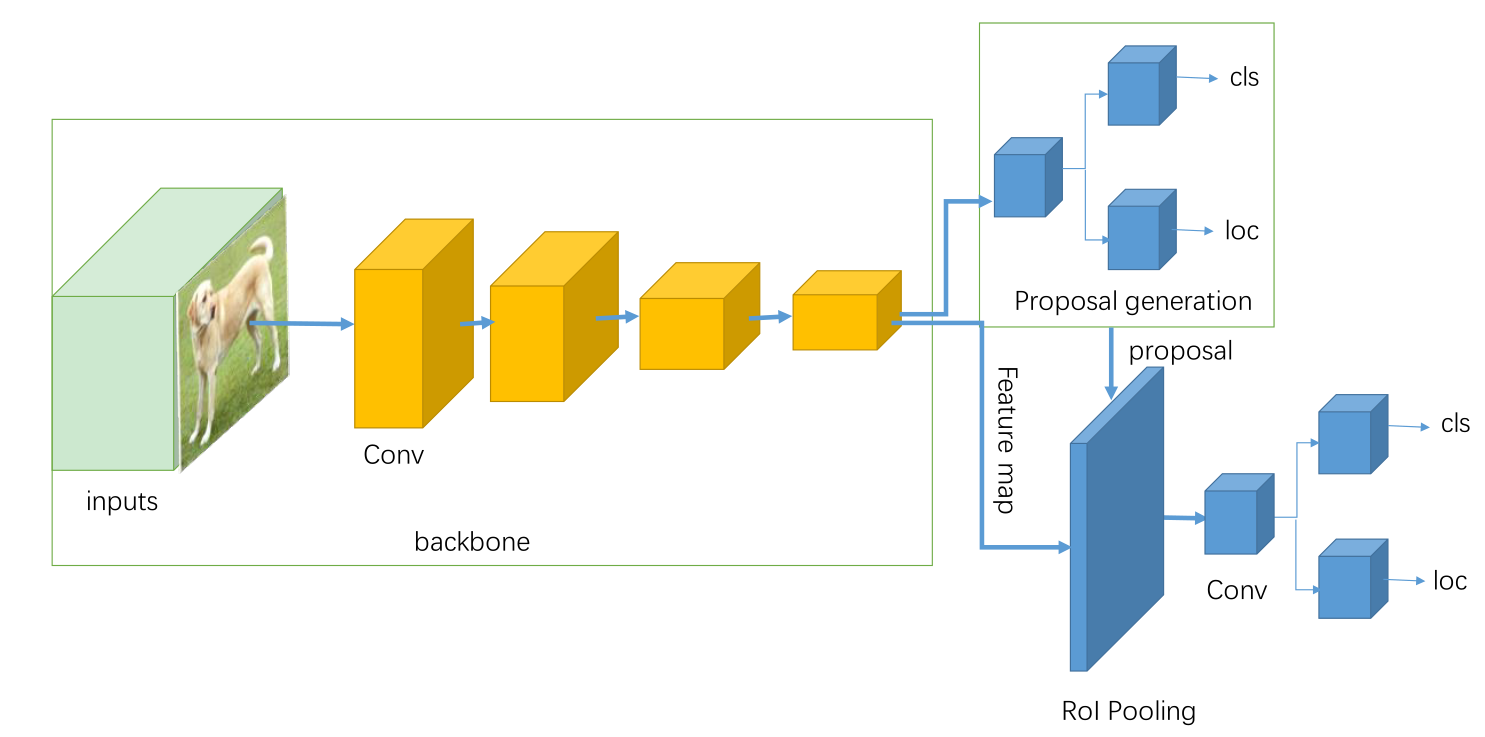 cls
loc
Proposal generation
proposal
Feature map
inputs
Conv
backbone
cls
Conv
loc
RoI Pooling